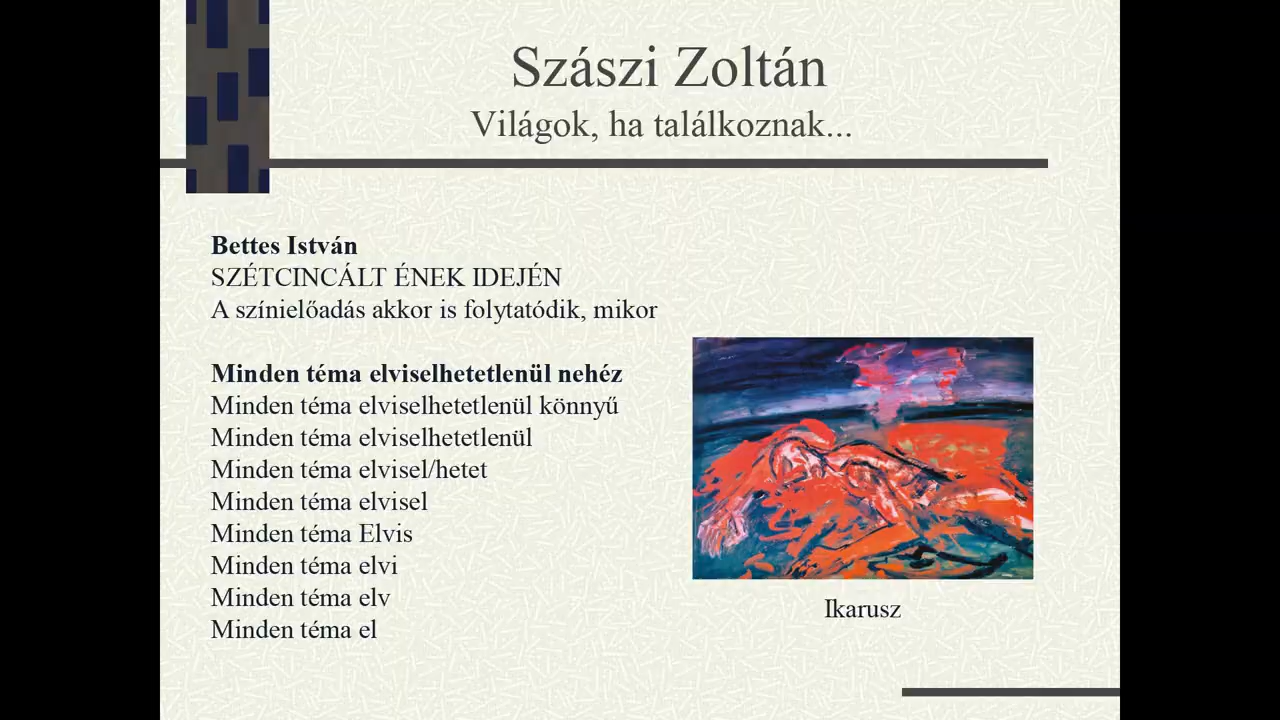 Szászi Zoltán
Világok, ha találkoznak...
Bettes István
SZÉTCINCÁLT ÉNEK IDEJÉN
A színielőadás akkor is folytatódik, mikor
Minden téma elviselhetetlenül nehéz
Minden téma elviselhetetlenül könnyű
Minden téma elviselhetetlenül
Minden téma elvisel/hetet
Minden téma elvisel
Minden téma Elvis
Minden téma elvi
Minden téma elv
Minden téma el
Ikarusz